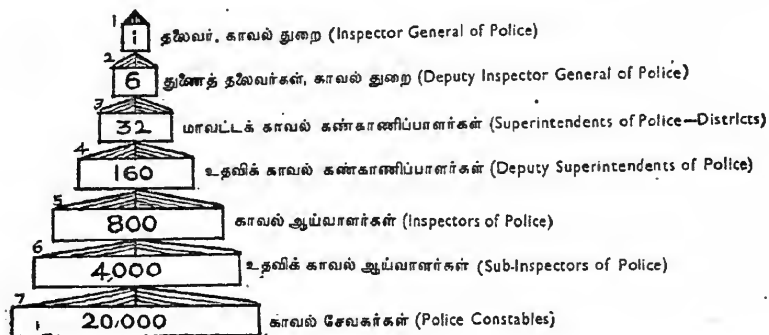 1 1 தலைவர், காவல் துறை (Inspector General of Police)
2 6 துணைத் தலைவர்கள், காவல் துறை (Deputy Inspector General of Police)
3 32 மாவட்டக் காவல் கண்காணிப்பாளர்கள் (Superintendents of Police—Districts)
4 160 உதவிக் காவல் கண்காணிப்பாளர்கள் (Deputy Superintendents of Police)
5 800 காவல் ஆய்வாளர்கள் (Inspectors of Police)
6 4,000 உதவிக் காவல் ஆய்வாளர்கள் (Sub-Inspectors of Police)
7 20,000 காவல் சேவகர்கள் (Police Constables)